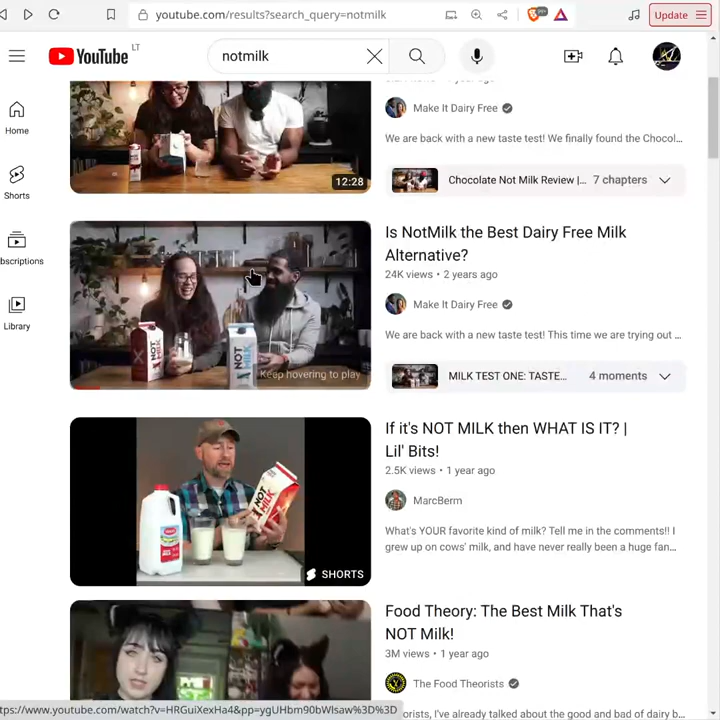 youtube.com/results?search_query=notmilk
Update
YouTube LT
notmilk
Home
Shorts
bscriptions
Library
12:28
Make It Dairy Free
We are back with a new taste test! We finally found the Chocol...
Chocolate Not Milk Review |... 7 chapters
NOT MILK
NOT MILK
Keep hovering to play
Is NotMilk the Best Dairy Free Milk
Alternative?
24K views • 2 years ago
Make It Dairy Free
We are back with a new taste test! This time we are trying out ...
MILK TEST ONE: TASTE... 4 moments
NOT MILK
SHORTS
If it's NOT MILK then WHAT IS IT? |
Lil' Bits!
2.5K views • 1 year ago
MarcBerm
What's YOUR favorite kind of milk? Tell me in the comments!! I
grew up on cows' milk, and have never really been a huge fan...
Food Theory: The Best Milk That's
NOT Milk!
3M views • 1 year ago
The Food Theorists
orists, I've already talked about the good and bad of dairy b...
tps://www.youtube.com/watch?v=HRGuiXexHa4&pp=ygUHbm90bWlsaw%3D%3D